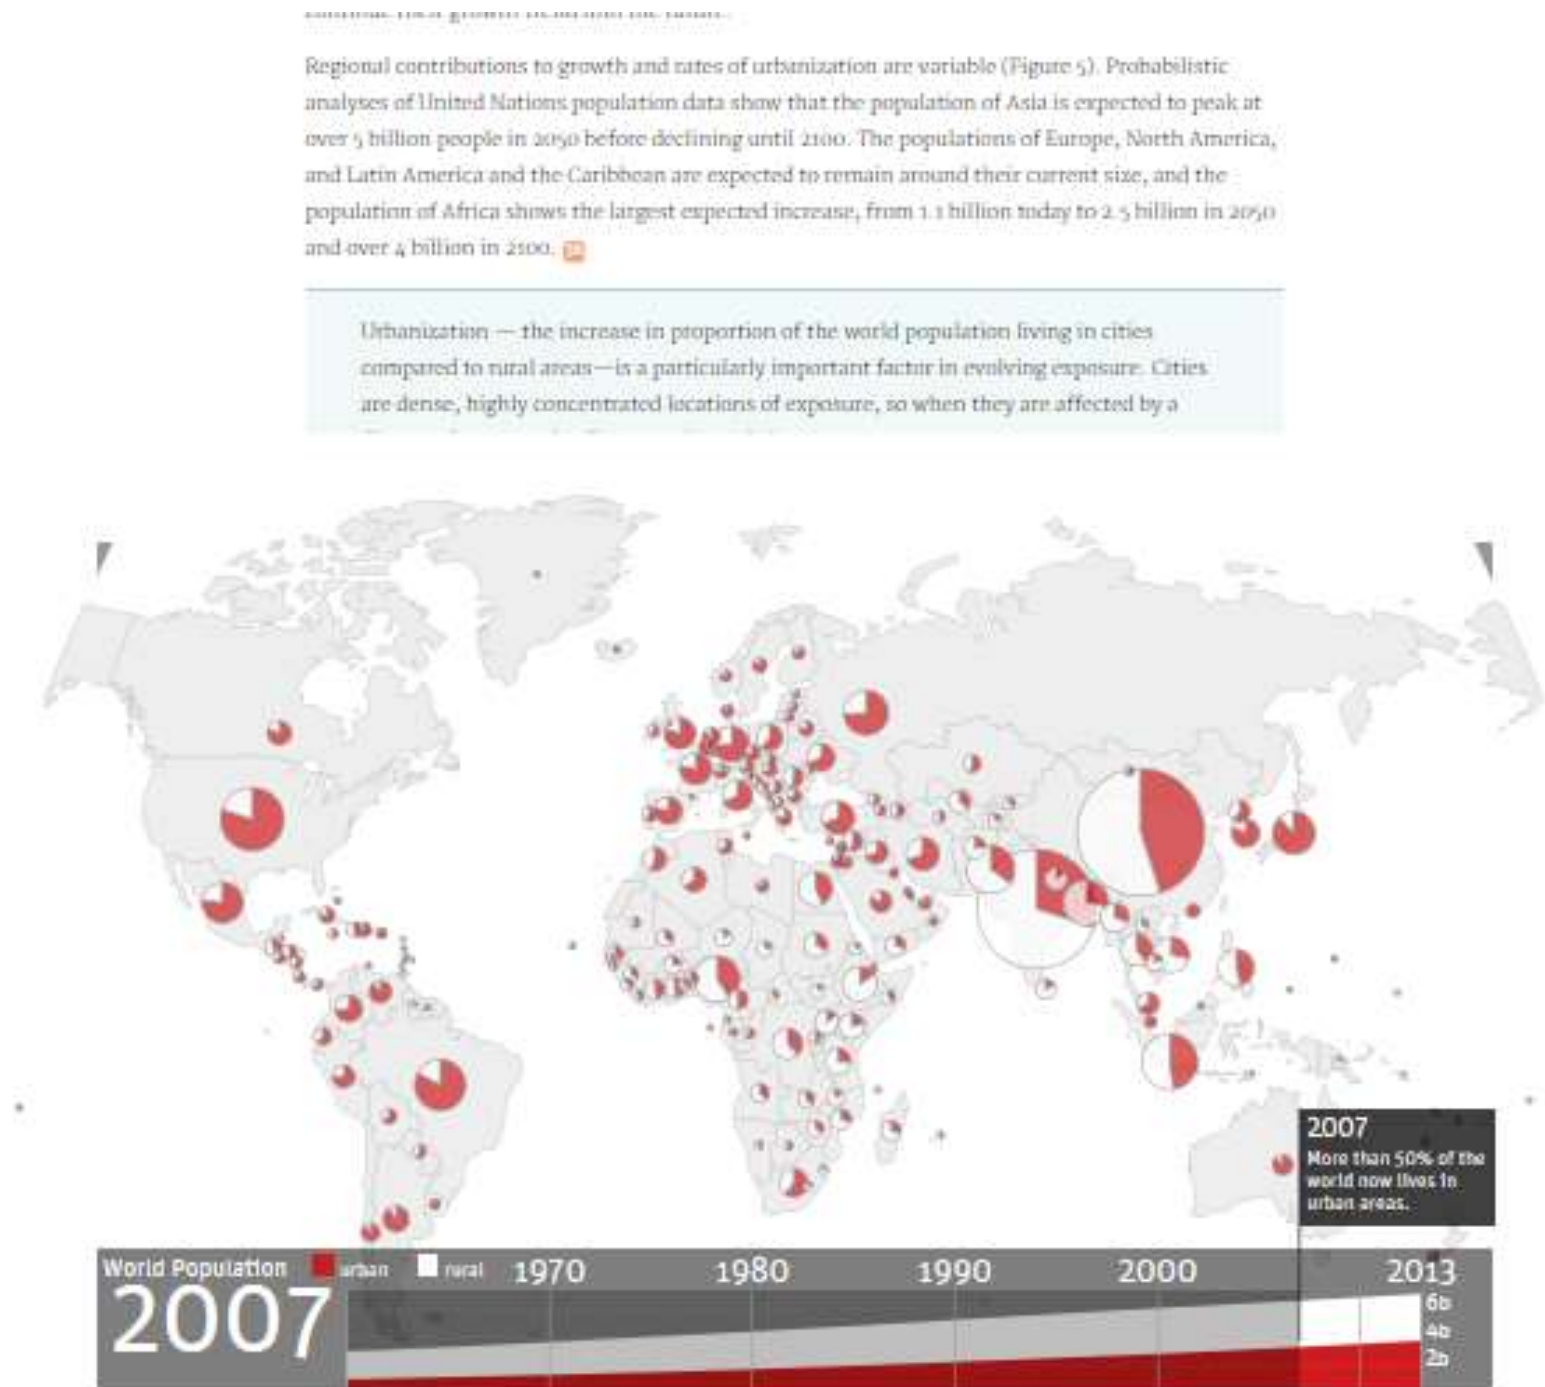 Regional contributions to growth and rates of urbanization are variable (Figure 5). Probabilistic
analyses of United Nations population data show that the population of Asia is expected to peak at
over 5 billion people in 2050 before declining until 2100. The populations of Europe, North America,
and Latin America and the Caribbean are expected to remain around their current size, and the
population of Africa shows the largest expected increase, from 1.1 billion today to 2.5 billion in 2050
and over 4 billion in 2100.
Urbanization — the increase in proportion of the world population living in cities
compared to rural areas—is a particularly important factor in evolving exposure. Cities
are dense, highly concentrated locations of exposure, so when they are affected by a
2007
More than 50% of the
world now lives in
urban areas.
World Population urban rural 1970 1980 1990 2000 2013
2007
6b
4b
2b